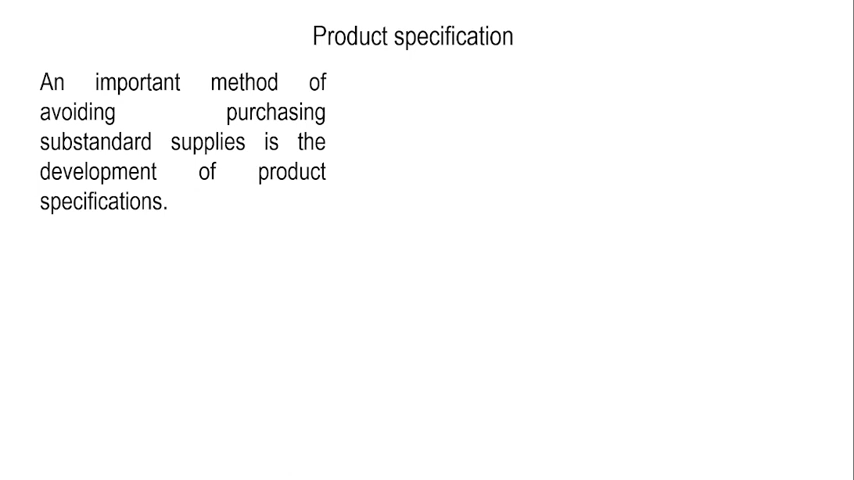 Product specification
An important method of
avoiding purchasing
substandard supplies is the
development of product
specifications.